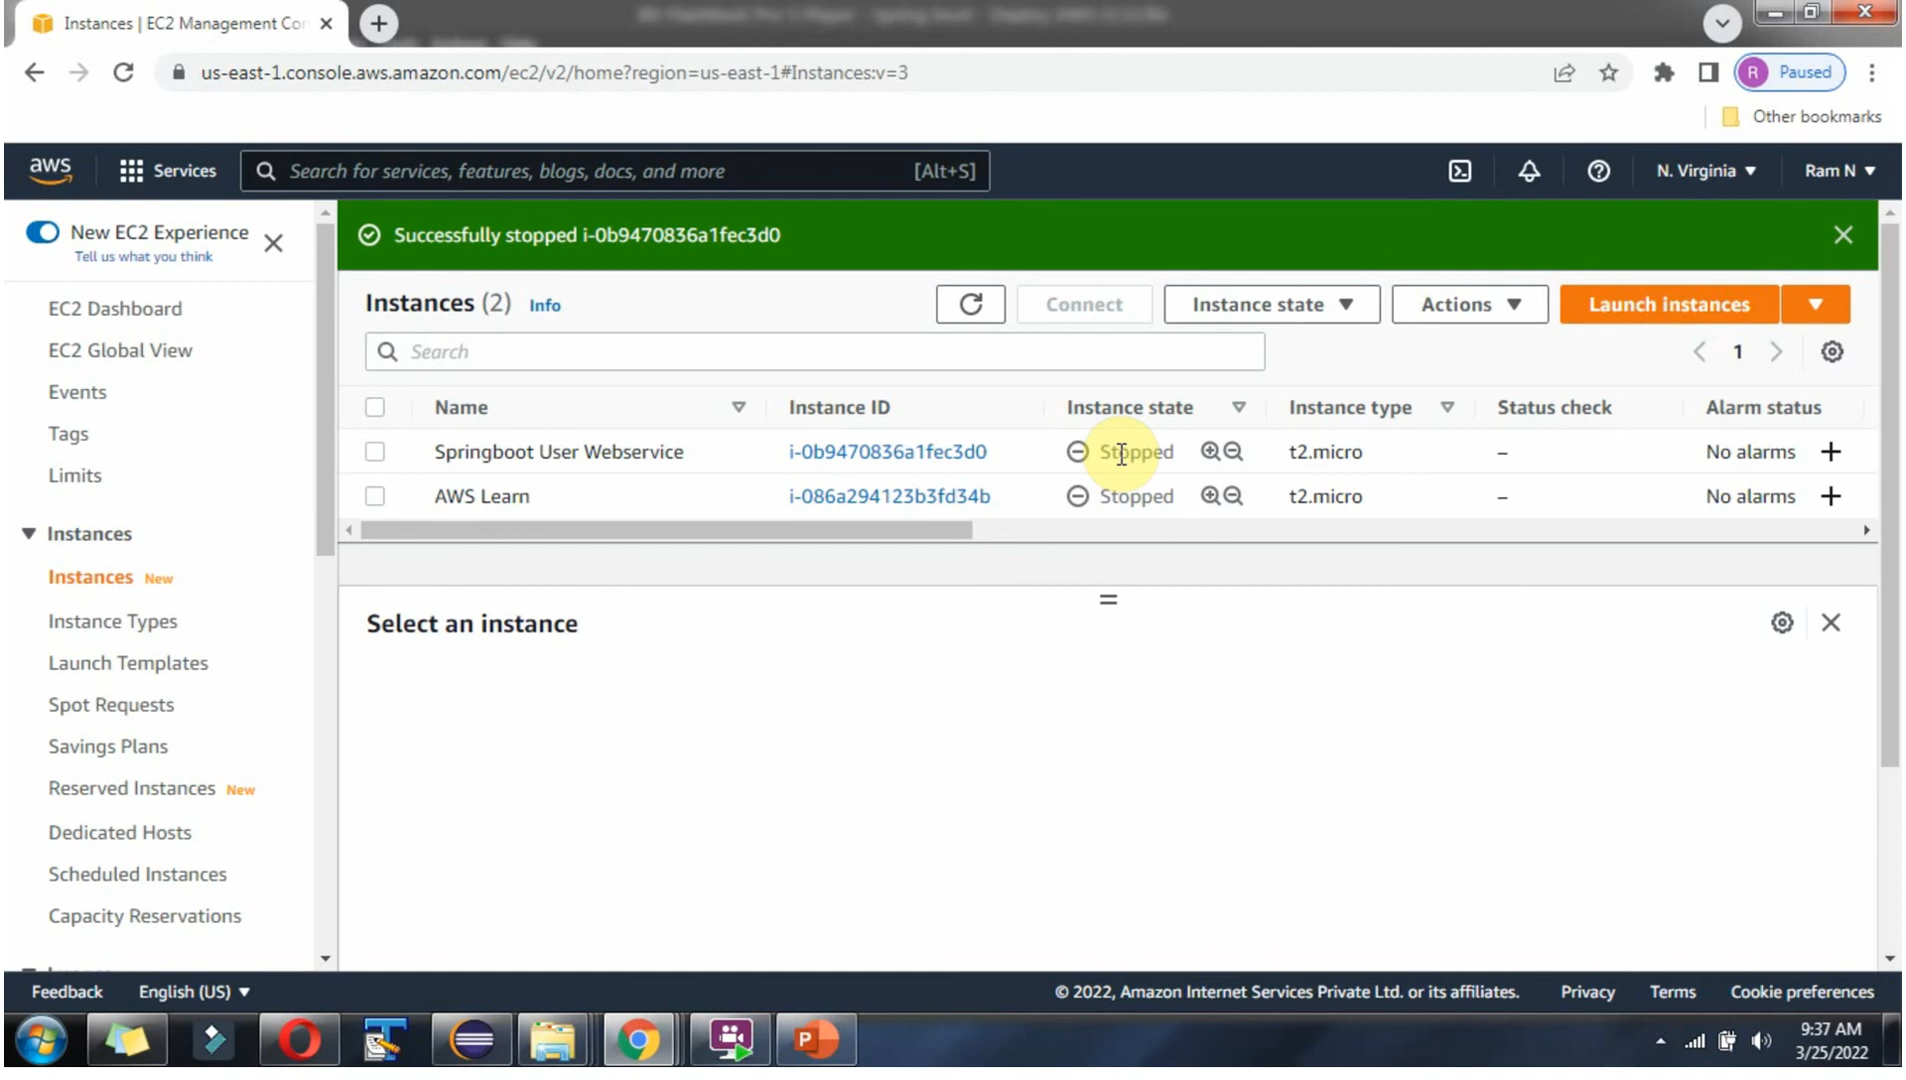 Instances | EC2 Management Cor
us-east-1.console.aws.amazon.com/ec2/v2/home?region=us-east-1#Instances:v=3
R Paused
Other bookmarks
aws Services Search for services, features, blogs, docs, and more [Alt+S] N. Virginia Ram N
New EC2 Experience
Tell us what you think
EC2 Dashboard
EC2 Global View
Events
Tags
Limits
Instances
Instances New
Instance Types
Launch Templates
Spot Requests
Savings Plans
Reserved Instances New
Dedicated Hosts
Scheduled Instances
Capacity Reservations
Successfully stopped i-0b9470836a1fec3d0
Instances (2) Info Connect Instance state Actions Launch instances
Search 1
Name Instance ID Instance state Instance type Status check Alarm status
Springboot User Webservice i-0b9470836a1fec3d0 Stopped t2.micro – No alarms +
AWS Learn i-086a294123b3fd34b Stopped t2.micro – No alarms +
Select an instance
Feedback English (US) © 2022, Amazon Internet Services Private Ltd. or its affiliates. Privacy Terms Cookie preferences
9:37 AM
3/25/2022